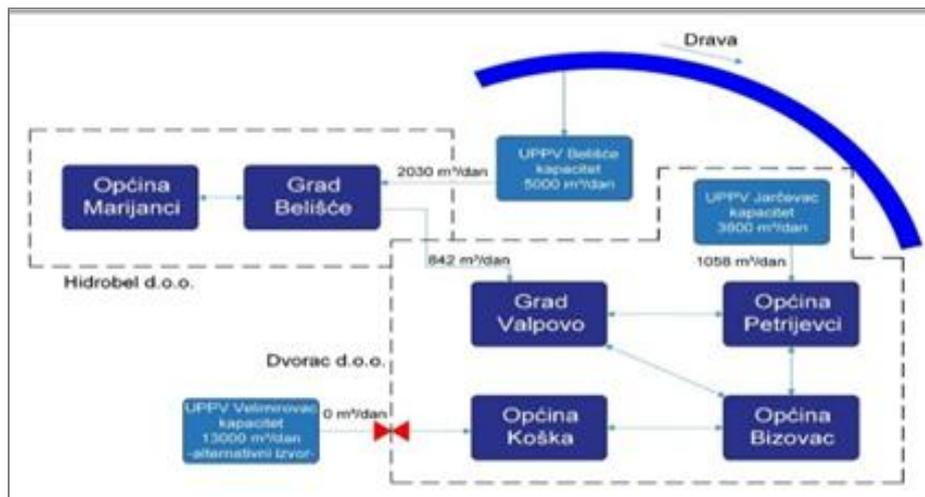 Drava
UPPV Belišće
kapacitet
5000 m³/dan
2030 m³/dan
Općina
Marijanci
Grad
Belišće
UPPV Jarčevac
kapacitet
3600 m³/dan
1058 m³/dan
842 m³/dan
Hidrobel d.o.o.
Grad
Valpovo
Općina
Petrijevci
Dvorac d.o.o.
UPPV Velimirovac
kapacitet
13000 m³/dan
-alternativni izvor-
0 m³/dan
Općina
Koška
Općina
Bizovac